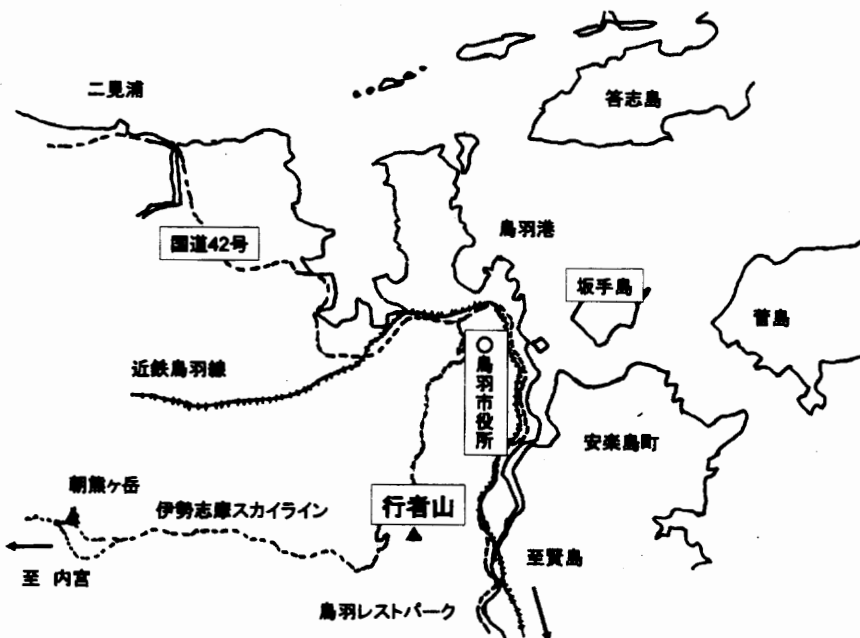 二見浦
答志島
鳥羽港
国道42号
坂手島
菅島
近鉄鳥羽線
鳥羽市役所
安楽島町
朝熊ヶ岳
伊勢志摩スカイライン
行者山
至 内宮
至賢島
鳥羽レストパーク